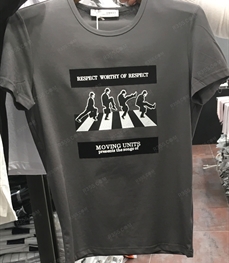 RESPECT WORTHY OF RESPECT
MOVING UNITS
presents the songs of